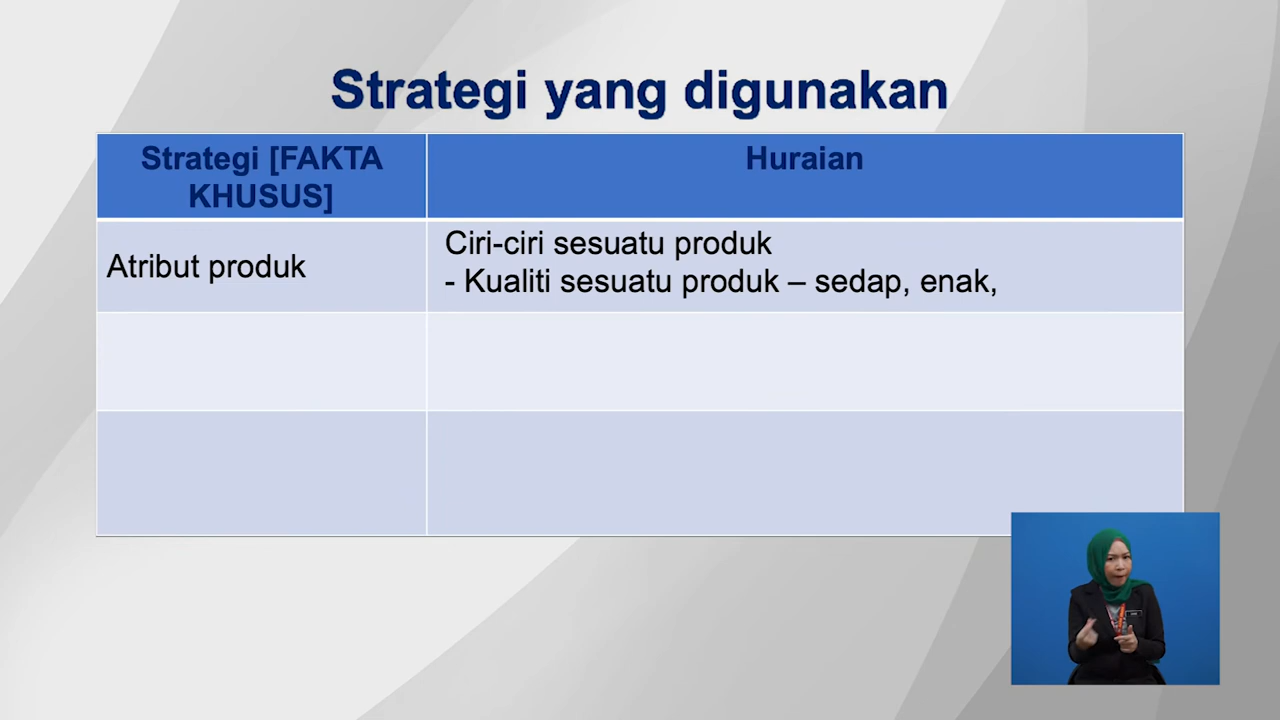 Strategi yang digunakan
Strategi [FAKTA
KHUSUS]
Huraian
Atribut produk
Ciri-ciri sesuatu produk
- Kualiti sesuatu produk – sedap, enak,